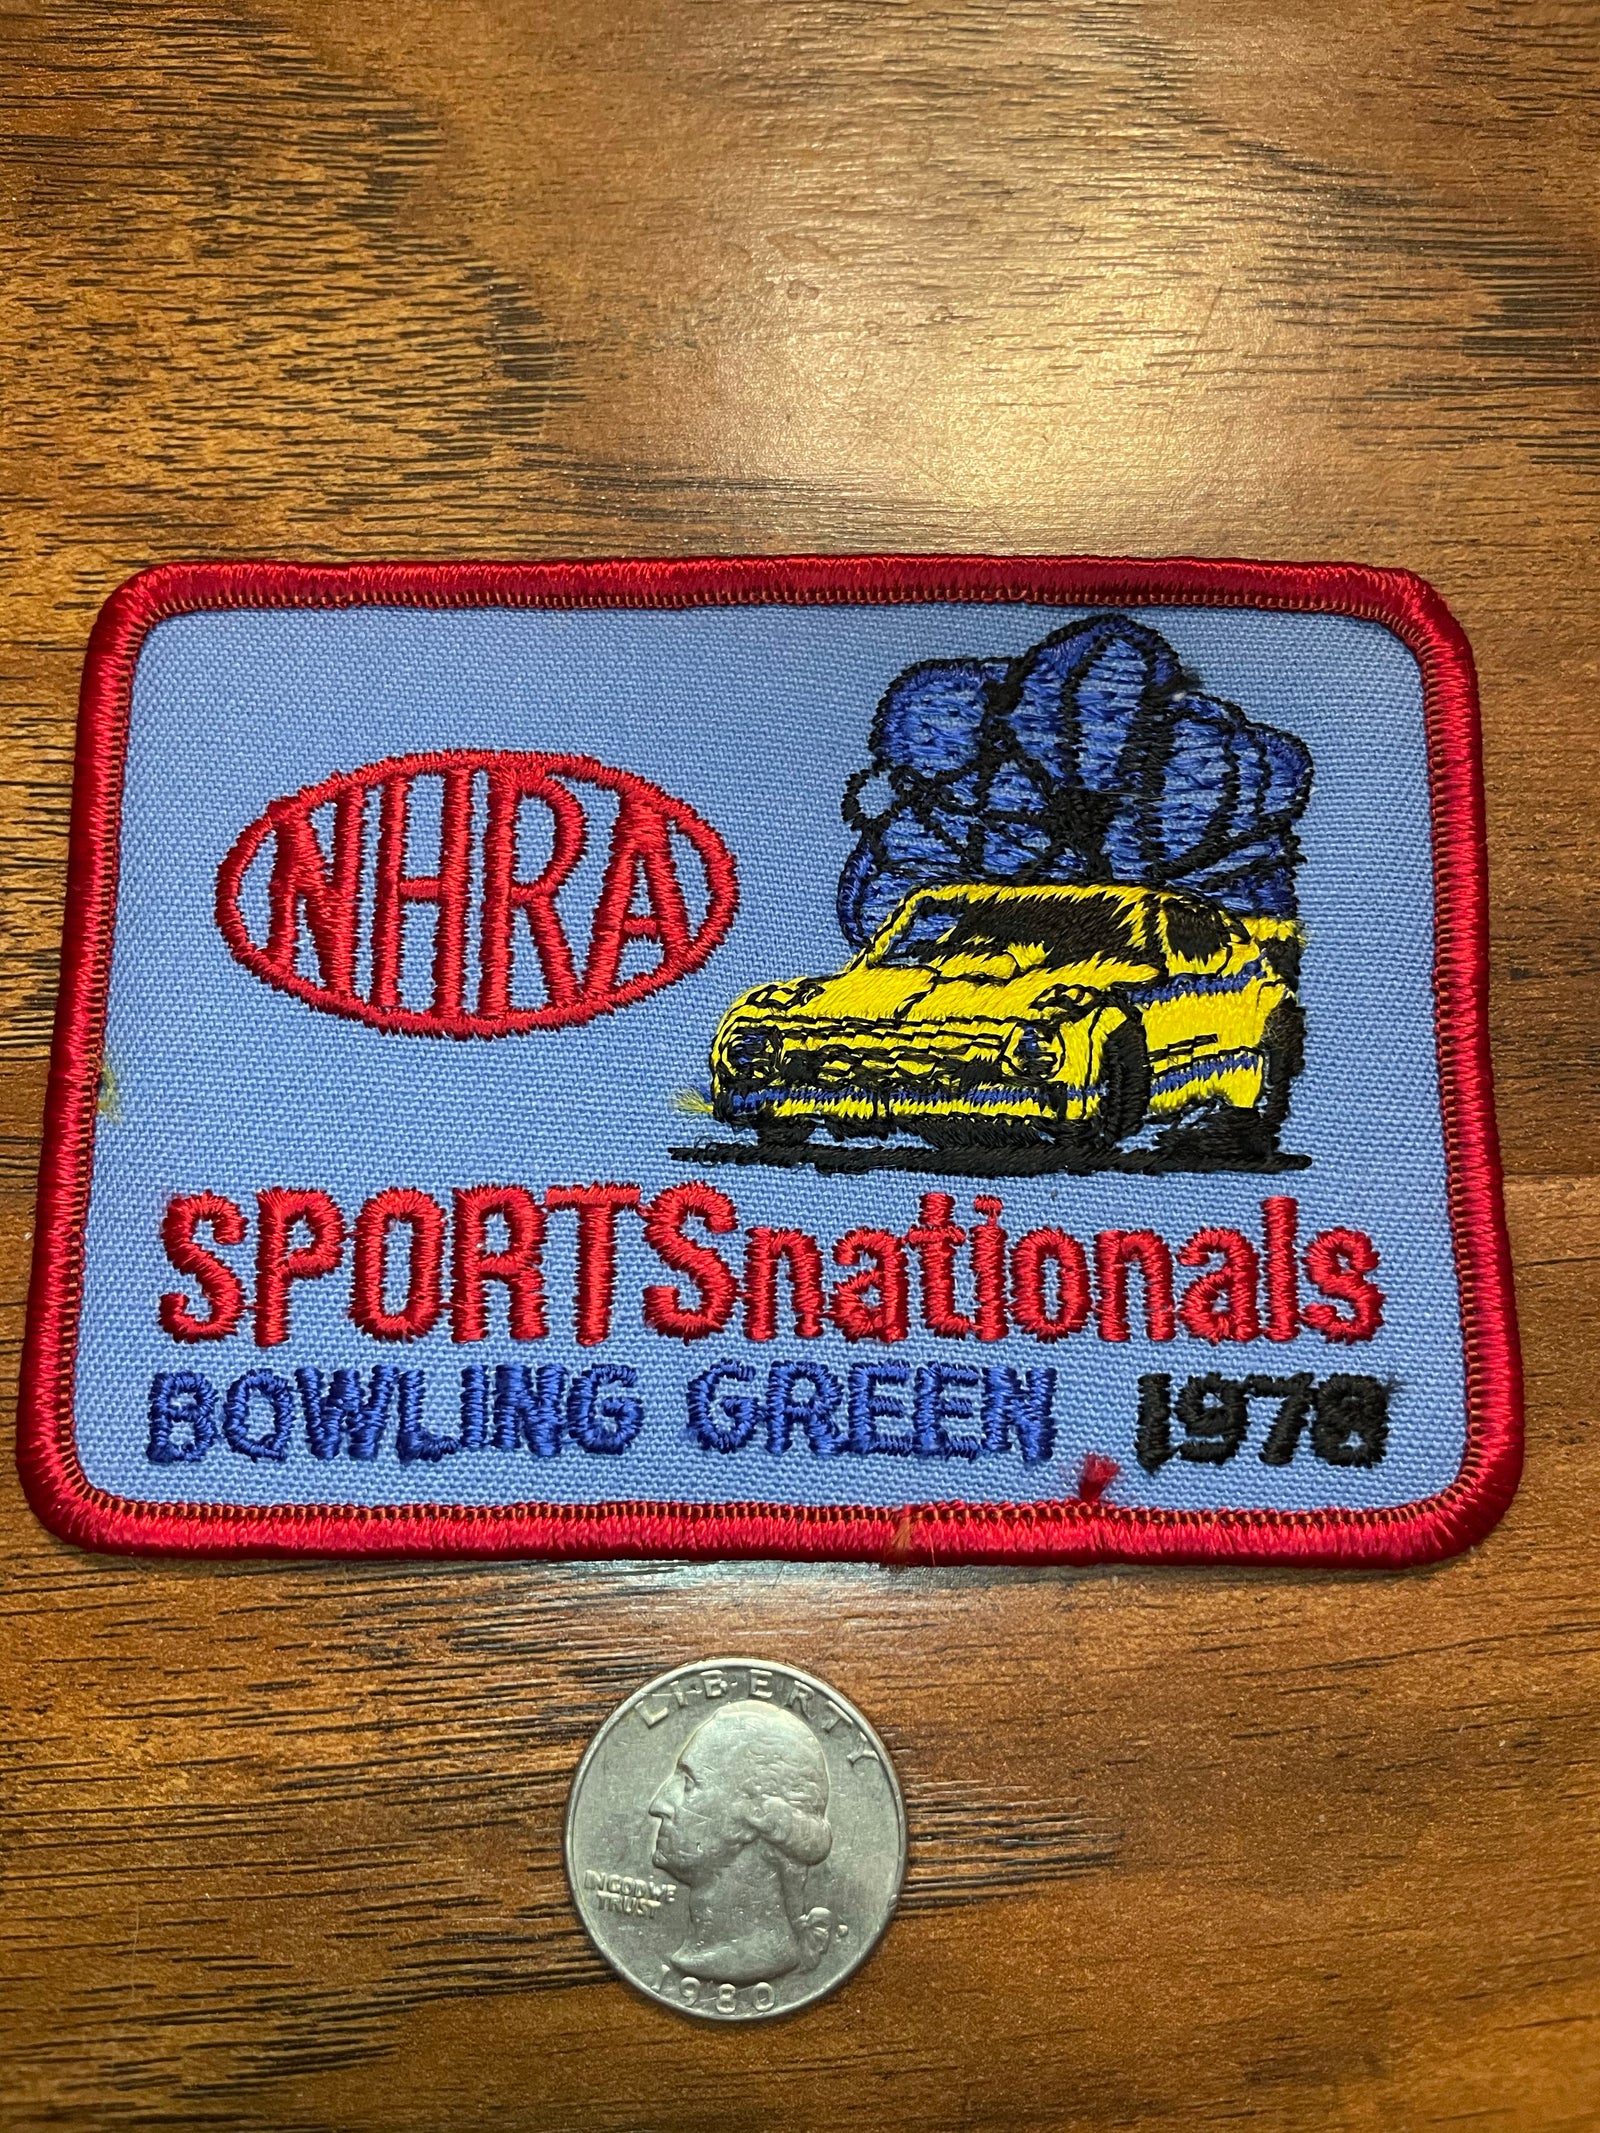 NHRA
SPORTSnationals
BOWLING GREEN 1978
LIBERTY
IN GOD WE
TRUST
P
1980